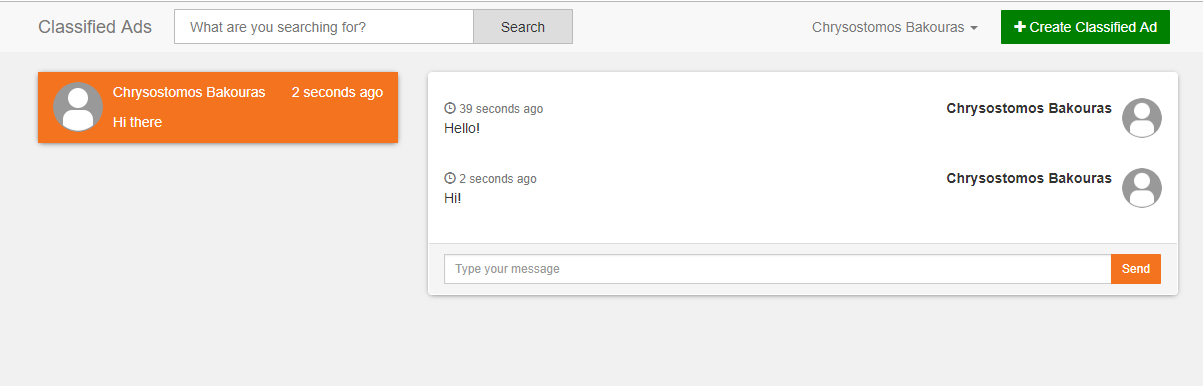 Classified Ads
What are you searching for?
Search
Chrysostomos Bakouras
Create Classified Ad
Chrysostomos Bakouras 2 seconds ago
Hi there
39 seconds ago Chrysostomos Bakouras
Hello!
2 seconds ago Chrysostomos Bakouras
Hi!
Type your message
Send